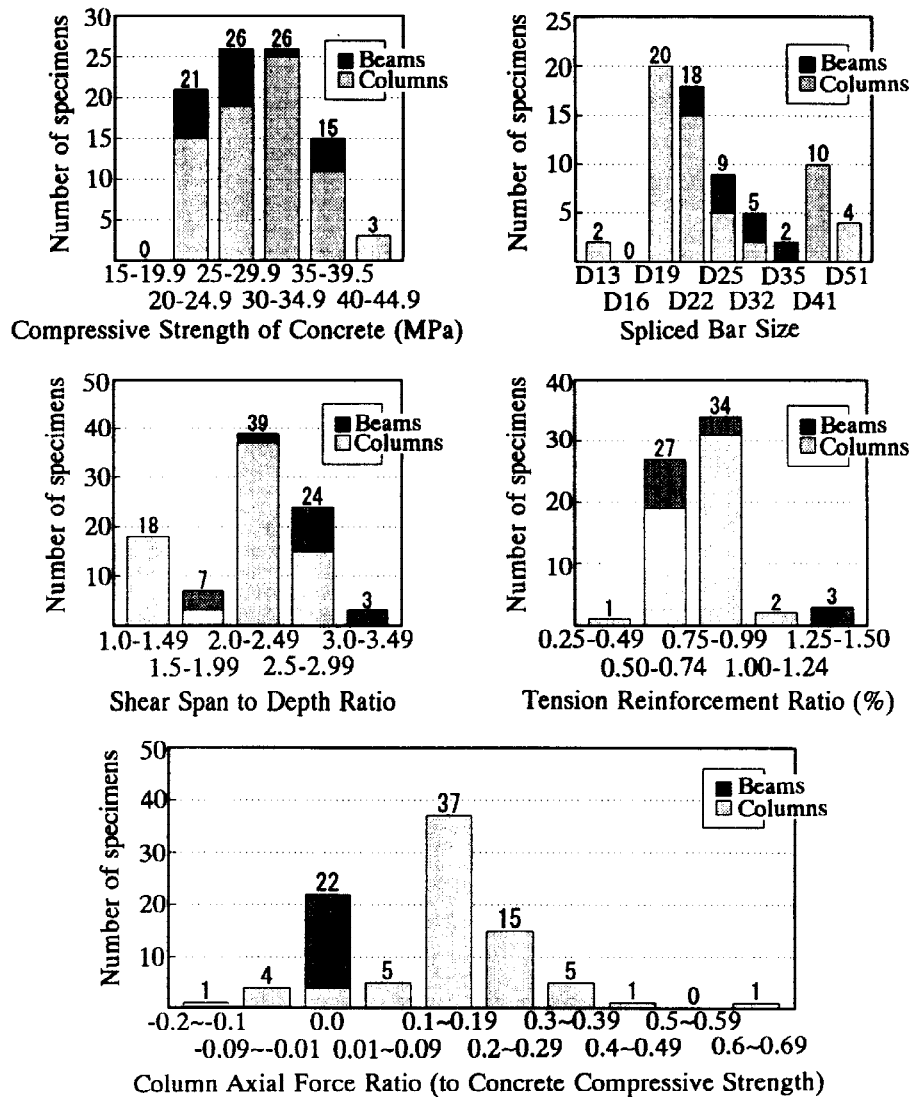 Number of specimens
30
25
20
15
10
5
0
21
26
26
15
3
Beams
Columns
15-19.9 25-29.9 35-39.5
20-24.9 30-34.9 40-44.9
Compressive Strength of Concrete (MPa)
Number of specimens
25
20
15
10
5
2
0
20
18
9
5
2
10
4
Beams
Columns
D13 D19 D25 D35 D51
D16 D22 D32 D41
Spliced Bar Size
Number of specimens
50
40
30
20
10
18
7
39
24
3
Beams
Columns
1.0-1.49 2.0-2.49 3.0-3.49
1.5-1.99 2.5-2.99
Shear Span to Depth Ratio
Number of specimens
40
30
20
10
1
27
34
2
3
Beams
Columns
0.25-0.49 0.75-0.99 1.25-1.50
0.50-0.74 1.00-1.24
Tension Reinforcement Ratio (%)
Number of specimens
50
40
30
20
10
1
4
22
5
37
15
5
1
0
1
Beams
Columns
-0.2~-0.1 0.0 0.1~0.19 0.3~0.39 0.5~0.59
-0.09~-0.01 0.01~0.09 0.2~0.29 0.4~0.49 0.6~0.69
Column Axial Force Ratio (to Concrete Compressive Strength)